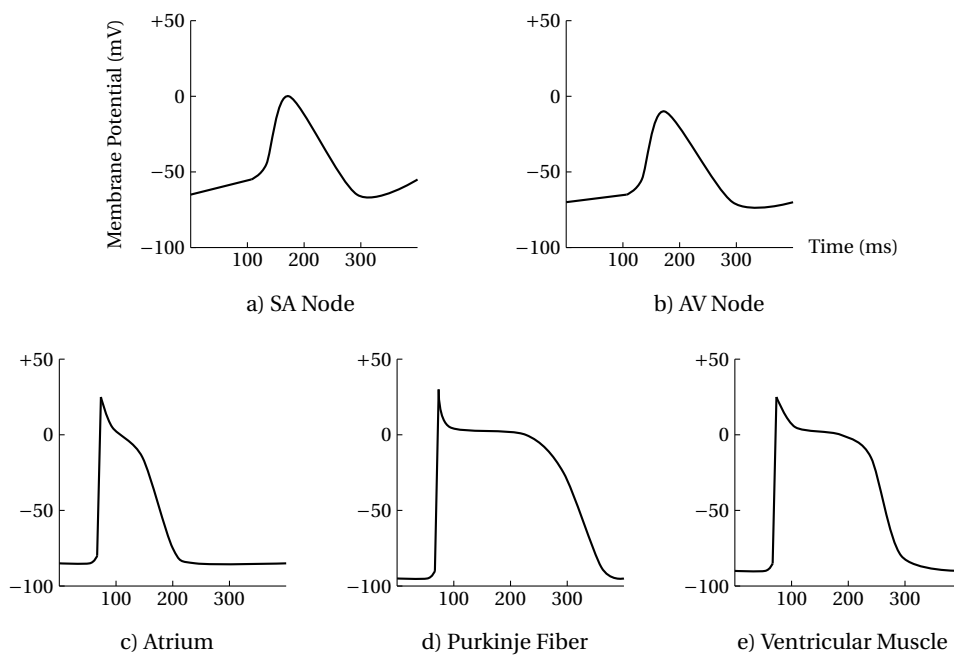 Membrane Potential (mV)
+50
0
−50
−100
100 200 300
a) SA Node
+50
0
−50
−100
100 200 300
Time (ms)
b) AV Node
+50
0
−50
−100
100 200 300
c) Atrium
+50
0
−50
−100
100 200 300
d) Purkinje Fiber
+50
0
−50
−100
100 200 300
e) Ventricular Muscle